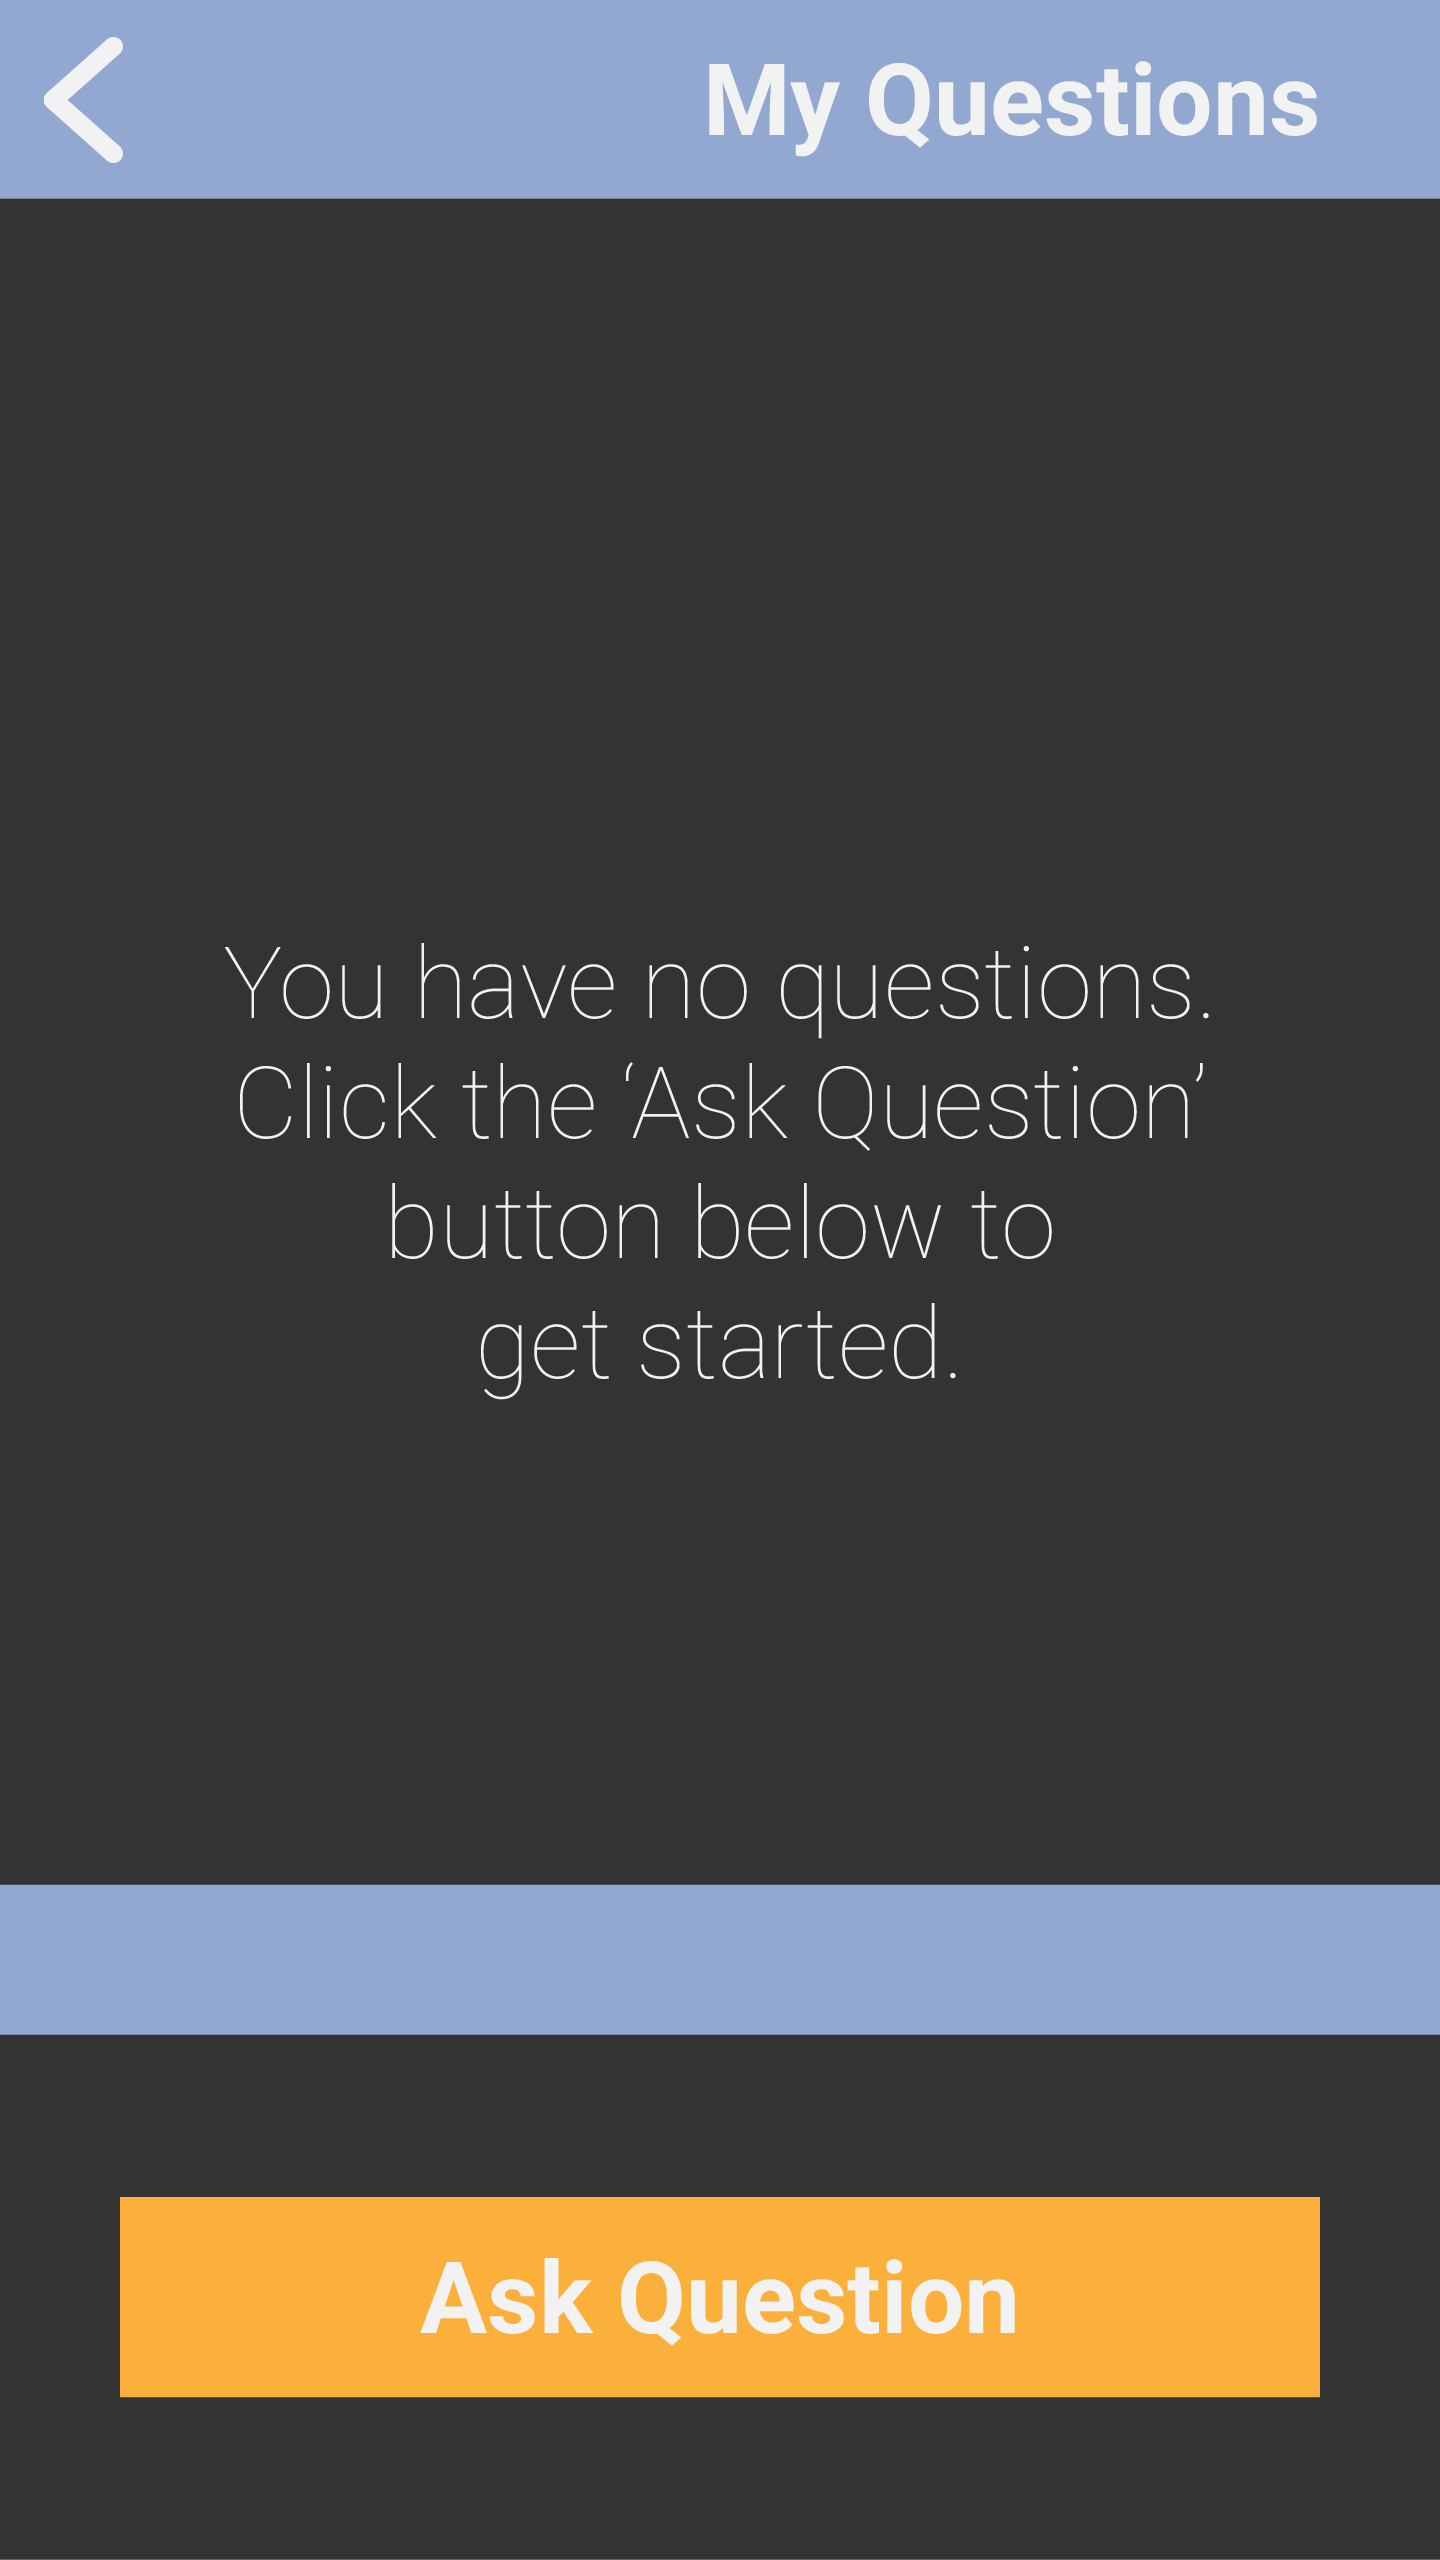 My Questions
You have no questions.
Click the ‘Ask Question’
button below to
get started.
Ask Question